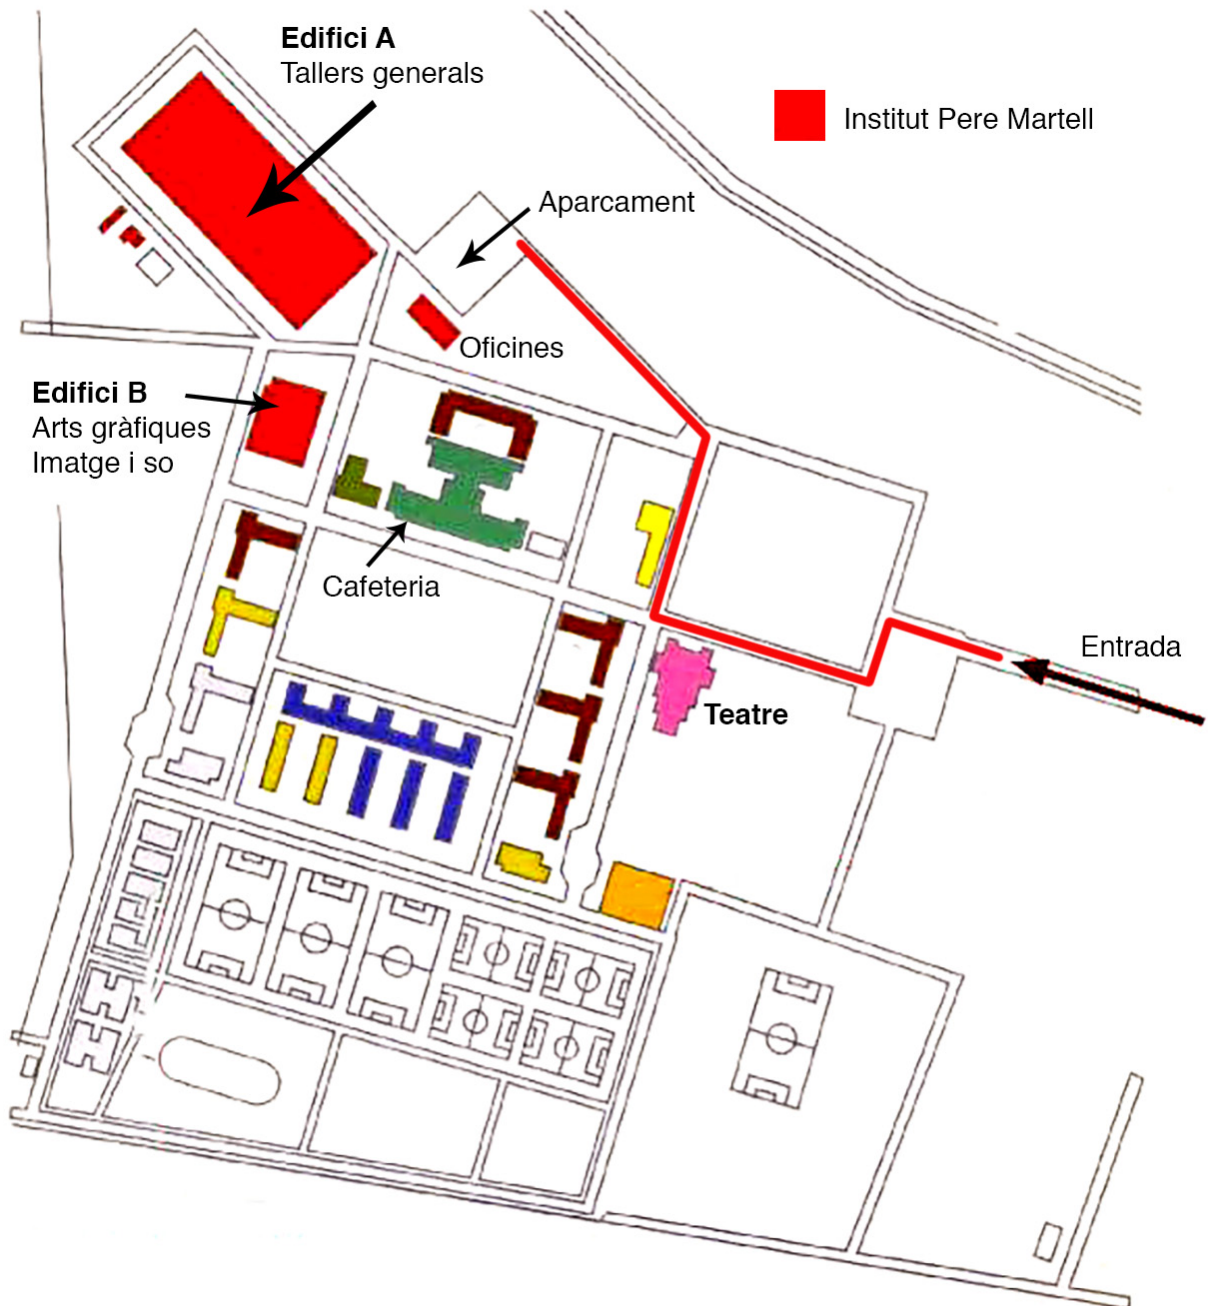 Edifici A
Tallers generals
Institut Pere Martell
Aparcament
Oficines
Edifici B
Arts gràfiques
Imatge i so
Cafeteria
Entrada
Teatre